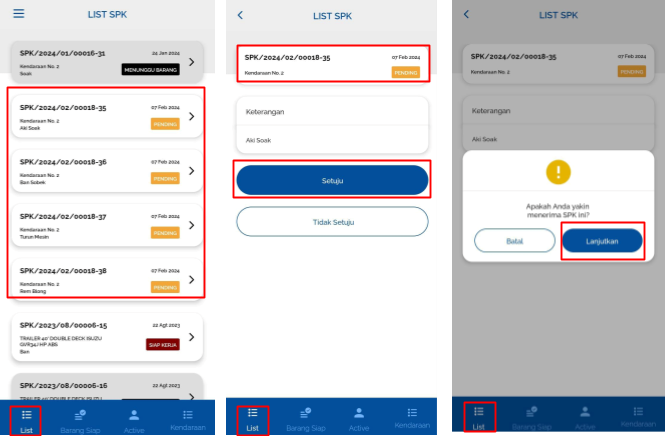 LIST SPK
SPK/2024/01/00016-31
24 Jan 2024
Kendaraan No. 2
Soak
MENUNGGU BARANG
SPK/2024/02/00018-35
07 Feb 2024
Kendaraan No. 2
Aki Soak
PENDING
SPK/2024/02/00018-36
07 Feb 2024
Kendaraan No. 2
Ban Sobek
PENDING
SPK/2024/02/00018-37
07 Feb 2024
Kendaraan No. 2
Turun Mesin
PENDING
SPK/2024/02/00018-38
07 Feb 2024
Kendaraan No. 2
Rem Blong
PENDING
SPK/2023/08/00006-15
22 Agt 2023
TRAILER 40' DOUBLE DECK ISUZU
GVR34J HP ABS
Ban
SIAP KERJA
SPK/2023/08/00006-16
22 Agt 2023
TRAILER 40' DOUBLE DECK ISUZU
List
Barang Siap
Active
Kendaraan
LIST SPK
SPK/2024/02/00018-35
07 Feb 2024
Kendaraan No. 2
PENDING
Keterangan
Aki Soak
Setuju
Tidak Setuju
List
Barang Siap
Active
Kendaraan
LIST SPK
SPK/2024/02/00018-35
07 Feb 2024
Kendaraan No. 2
PENDING
Keterangan
Aki Soak
Apakah Anda yakin
menerima SPK ini?
Batal
Lanjutkan
List
Barang Siap
Active
Kendaraan